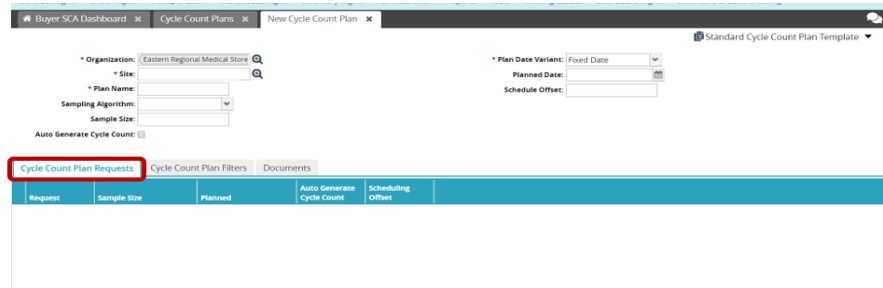 Buyer SCA Dashboard × Cycle Count Plans × New Cycle Count Plan ×
Standard Cycle Count Plan Template
* Organization: Eastern Regional Medical Store
* Site:
* Plan Name:
Sampling Algorithm:
Sample Size:
Auto Generate Cycle Count:
* Plan Date Variant: Fixed Date
Planned Date:
Schedule Offset:
Cycle Count Plan Requests Cycle Count Plan Filters Documents
Request Sample Size Planned Auto Generate Cycle Count Scheduling Offset